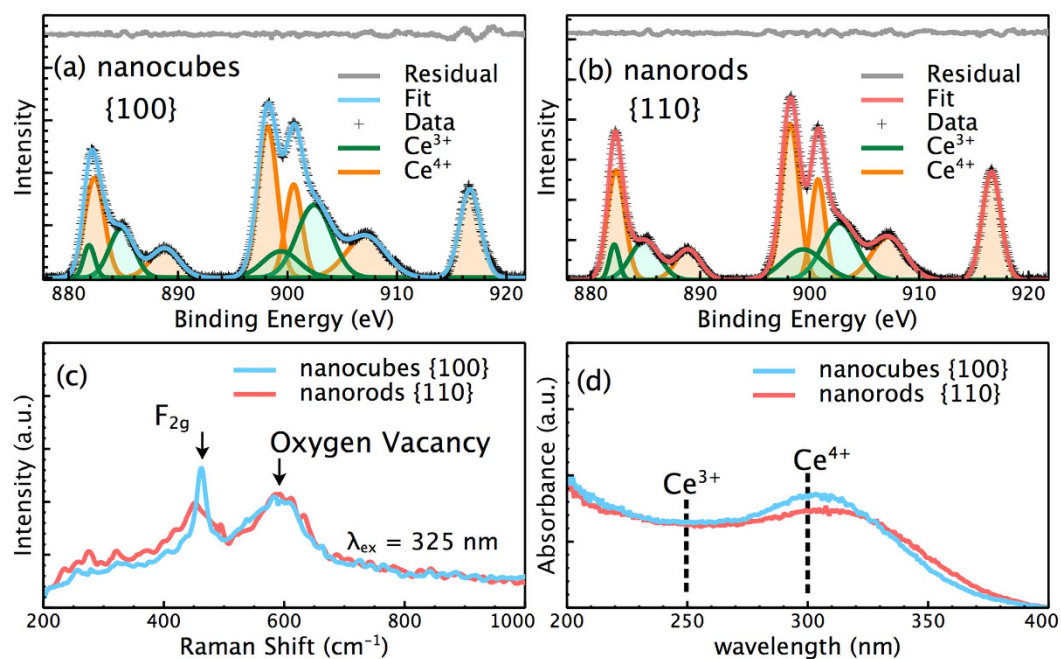 (a) nanocubes
{100}
Residual
Fit
+ Data
Ce³⁺
Ce⁴⁺
Intensity
880 890 900 910 920
Binding Energy (eV)
(b) nanorods
{110}
Residual
Fit
+ Data
Ce³⁺
Ce⁴⁺
Intensity
880 890 900 910 920
Binding Energy (eV)
(c)
nanocubes {100}
nanorods {110}
F₂g
Oxygen Vacancy
λex = 325 nm
Intensity (a.u.)
200 400 600 800 1000
Raman Shift (cm⁻¹)
(d)
nanocubes {100}
nanorods {110}
Ce³⁺
Ce⁴⁺
Absorbance (a.u.)
200 250 300 350 400
wavelength (nm)